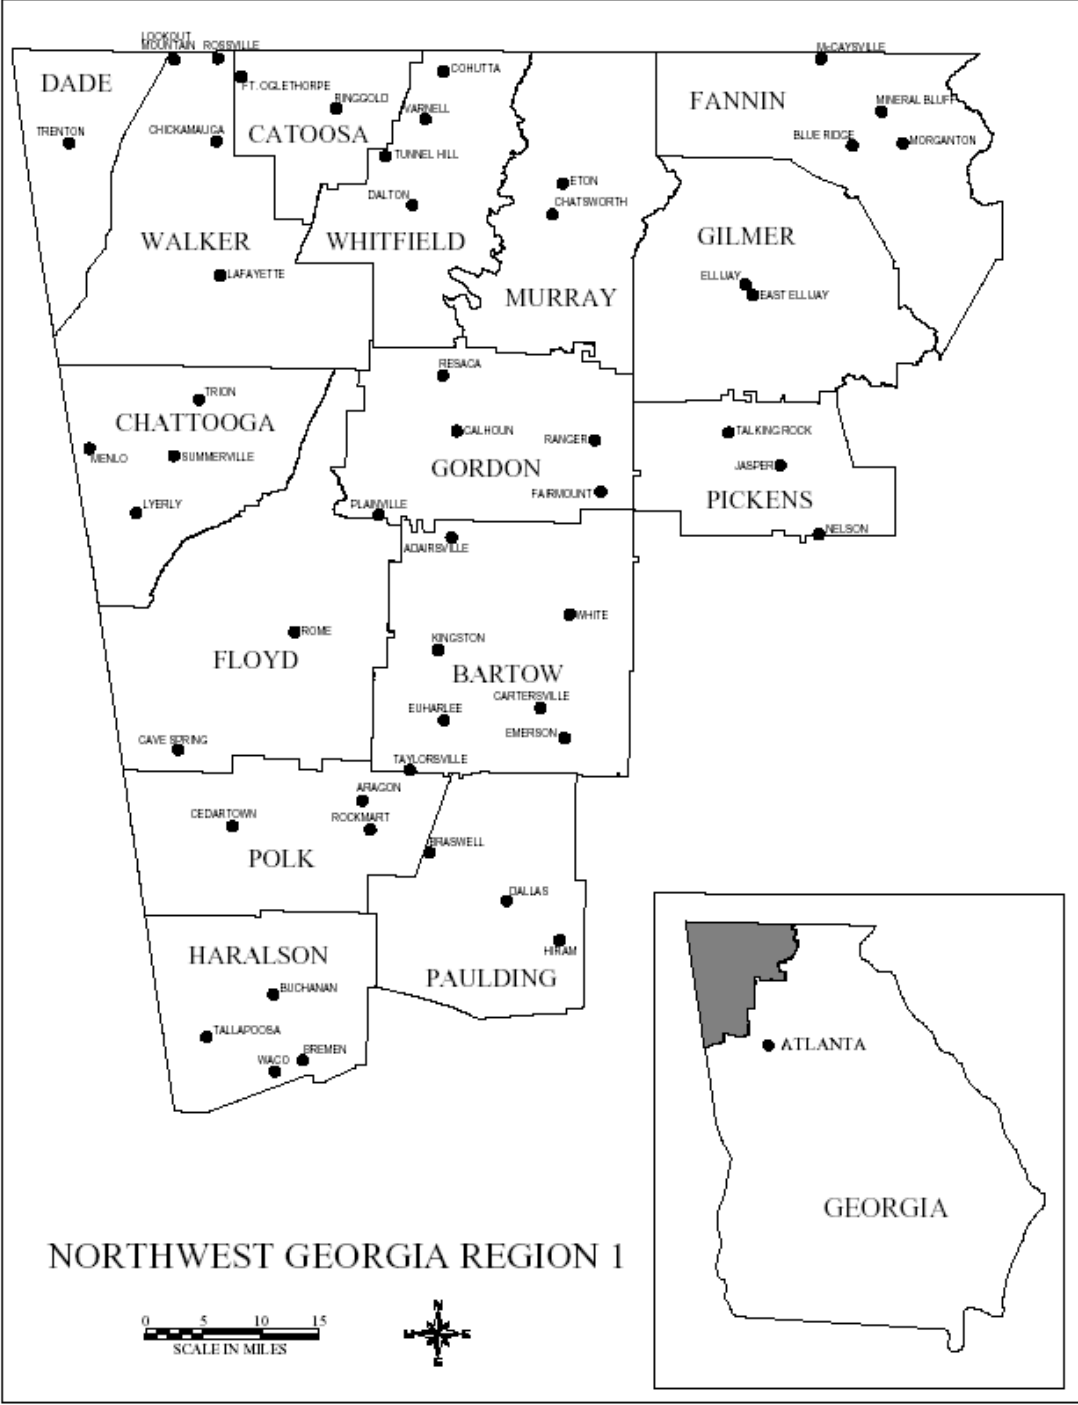 LOOKOUT
MOUNTAIN
ROSSVILLE
McCAYSVILLE
DADE
COHUTTA
FT. OGLETHORPE
RINGGOLD
FANNIN
MINERAL BLUFF
VARNELL
TRENTON
CHICKAMAUGA
CATOOSA
BLUE RIDGE
MORGANTON
TUNNEL HILL
ETON
DALTON
CHATSWORTH
WALKER
WHITFIELD
GILMER
LAFAYETTE
ELLIJAY
EAST ELLIJAY
MURRAY
RESACA
TRION
CHATTOOGA
CALHOUN
RANGER
TALKING ROCK
MENLO
SUMMERVILLE
GORDON
JASPER
FAIRMOUNT
PICKENS
LYERLY
PLAINVILLE
NELSON
ADAIRSVILLE
WHITE
ROME
KINGSTON
FLOYD
BARTOW
CARTERSVILLE
EUHARLEE
EMERSON
CAVE SPRING
TAYLORSVILLE
ARAGON
CEDARTOWN
ROCKMART
BRASWELL
POLK
DALLAS
HARALSON
HIRAM
PAULDING
BUCHANAN
TALLAPOOSA
BREMEN
WACO
ATLANTA
GEORGIA
NORTHWEST GEORGIA REGION 1
0 5 10 15
SCALE IN MILES
N
W E
S